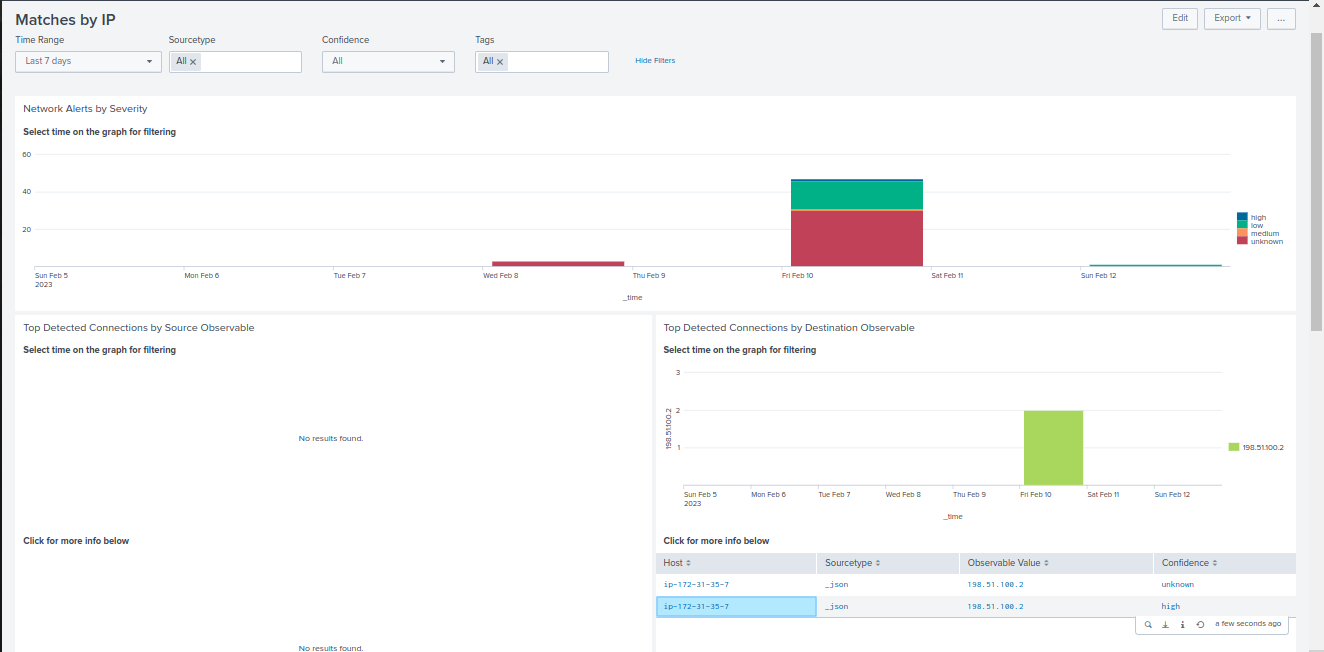 Matches by IP
Edit
Export
...
Time Range
Sourcetype
Confidence
Tags
Last 7 days
All ×
All
All ×
Hide Filters
Network Alerts by Severity
Select time on the graph for filtering
60
40
20
high
low
medium
unknown
Sun Feb 5
2023
Mon Feb 6
Tue Feb 7
Wed Feb 8
Thu Feb 9
Fri Feb 10
Sat Feb 11
Sun Feb 12
_time
Top Detected Connections by Source Observable
Select time on the graph for filtering
No results found.
Click for more info below
No results found.
Top Detected Connections by Destination Observable
Select time on the graph for filtering
198.51.100.2
3
2
1
198.51.100.2
Sun Feb 5
2023
Mon Feb 6
Tue Feb 7
Wed Feb 8
Thu Feb 9
Fri Feb 10
Sat Feb 11
Sun Feb 12
_time
Click for more info below
Host Sourcetype Observable Value Confidence
ip-172-31-35-7 _json 198.51.100.2 unknown
ip-172-31-35-7 _json 198.51.100.2 high
a few seconds ago